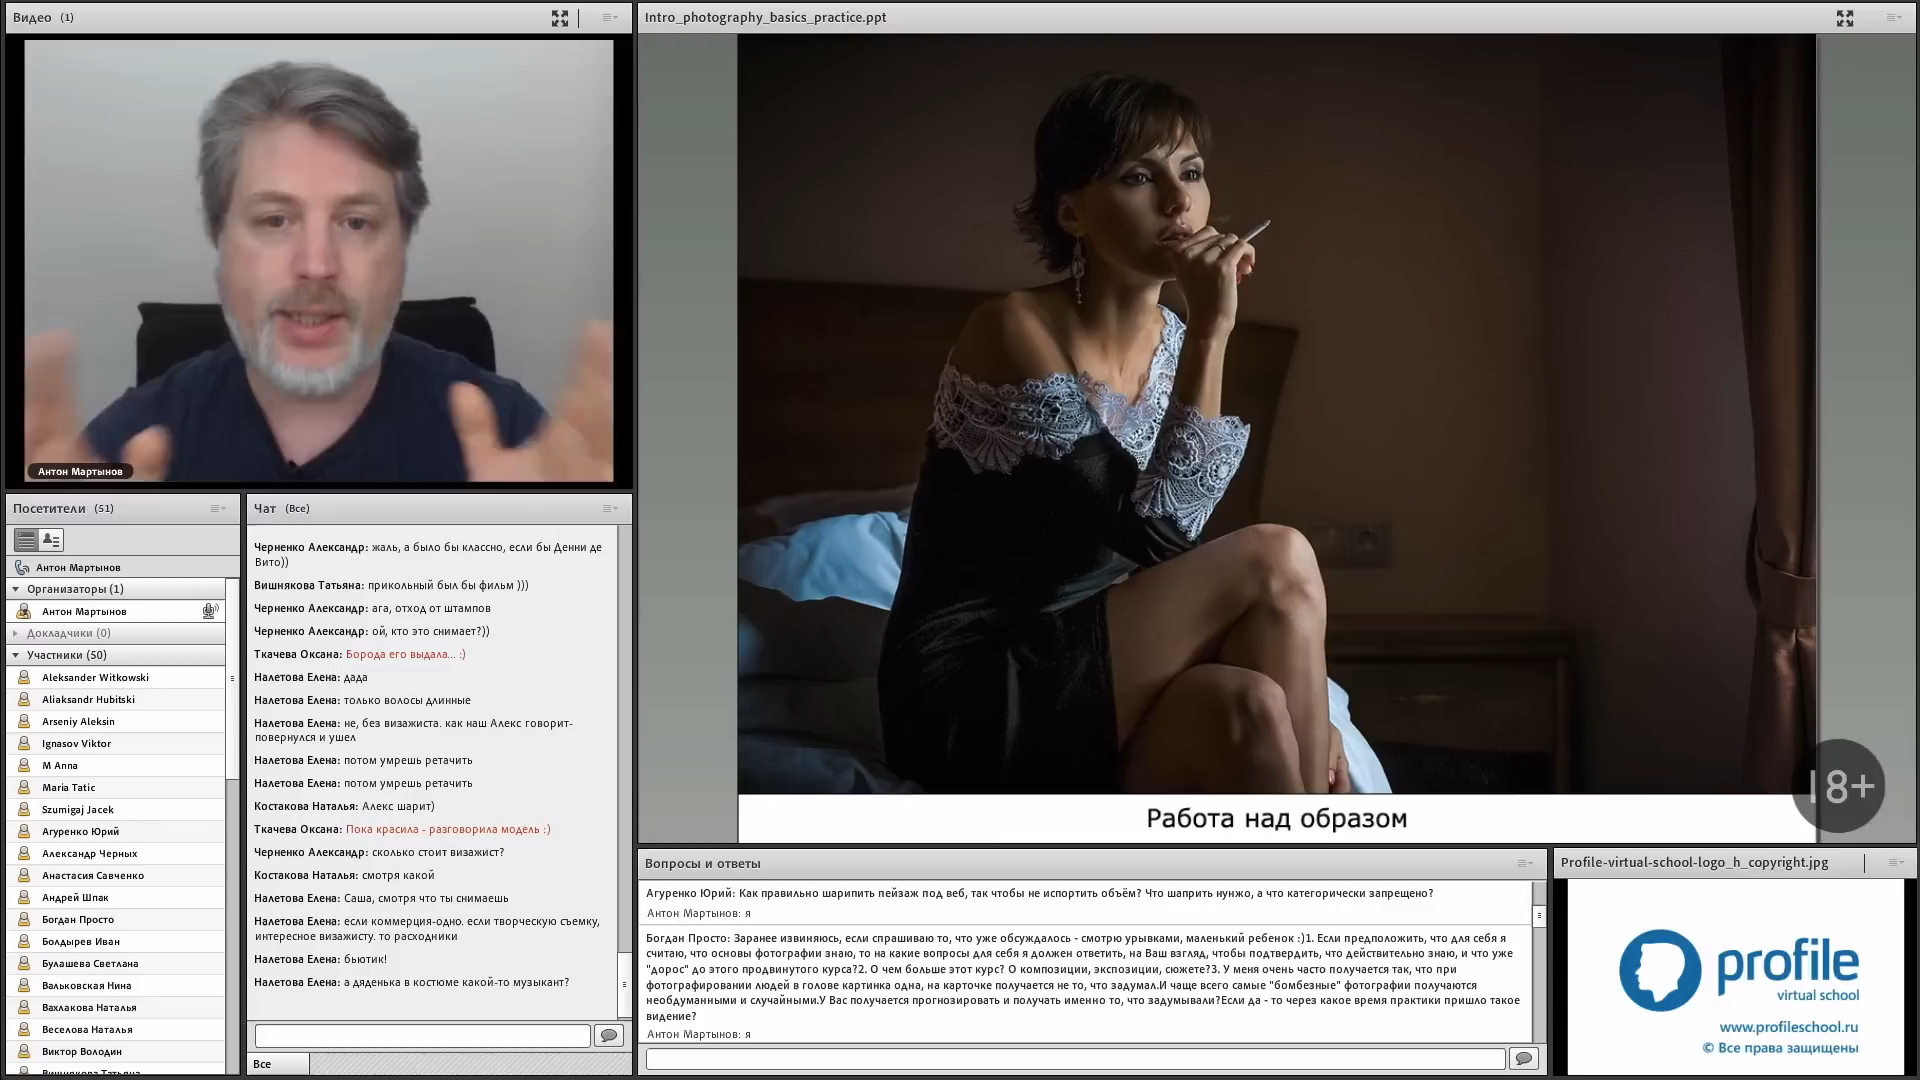 Видео (1)
Антон Мартынов
Посетители (51)
Антон Мартынов
Организаторы (1)
Антон Мартынов
Докладчики (0)
Участники (50)
Aleksander Witkowski
Aliaksandr Hubitski
Arseniy Aleksin
Ignasov Viktor
M Anna
Maria Tatic
Szumigaj Jacek
Агуренко Юрий
Александр Черных
Анастасия Савченко
Андрей Шпак
Богдан Просто
Болдырев Иван
Булашева Светлана
Вальковская Нина
Вахлакова Наталья
Веселова Наталья
Виктор Володин
Вишнякова Татьяна
Чат (Все)
Черненко Александр: жаль, а было бы классно, если бы Денни де
Вито))
Вишнякова Татьяна: прикольный был бы фильм )))
Черненко Александр: ага, отход от штампов
Черненко Александр: ой, кто это снимает?))
Ткачева Оксана: Борода его выдала... :)
Налетова Елена: дада
Налетова Елена: только волосы длинные
Налетова Елена: не, без визажиста. как наш Алекс говорит-
повернулся и ушел
Налетова Елена: потом умрешь ретачить
Налетова Елена: потом умрешь ретачить
Костакова Наталья: Алекс шарит)
Ткачева Оксана: Пока красила - разговорила модель :)
Черненко Александр: сколько стоит визажист?
Костакова Наталья: смотря какой
Налетова Елена: Саша, смотря что ты снимаешь
Налетова Елена: если коммерция-одно. если творческую съемку,
интересное визажисту. то расходники
Налетова Елена: бьютик!
Налетова Елена: а дяденька в костюме какой-то музыкант?
Все
Intro_photography_basics_practice.ppt
Работа над образом
18+
Вопросы и ответы
Агуренко Юрий: Как правильно шарипить пейзаж под веб, так чтобы не испортить объём? Что шаприть нунжо, а что категорически запрещено?
Антон Мартынов: я
Богдан Просто: Заранее извиняюсь, если спрашиваю то, что уже обсуждалось - смотрю урывками, маленький ребенок :)1. Если предположить, что для себя я
считаю, что основы фотографии знаю, то на какие вопросы для себя я должен ответить, на Ваш взгляд, чтобы подтвердить, что действительно знаю, и что уже
"дорос" до этого продвинутого курса?2. О чем больше этот курс? О композиции, экспозиции, сюжете?3. У меня очень часто получается так, что при
фотографировании людей в голове картинка одна, на карточке получается не то, что задумал.И чаще всего самые "бомбезные" фотографии получаются
необдуманными и случайными.У Вас получается прогнозировать и получать именно то, что задумывали?Если да - то через какое время практики пришло такое
видение?
Антон Мартынов: я
Profile-virtual-school-logo_h_copyright.jpg
profile
virtual school
www.profileschool.ru
© Все права защищены